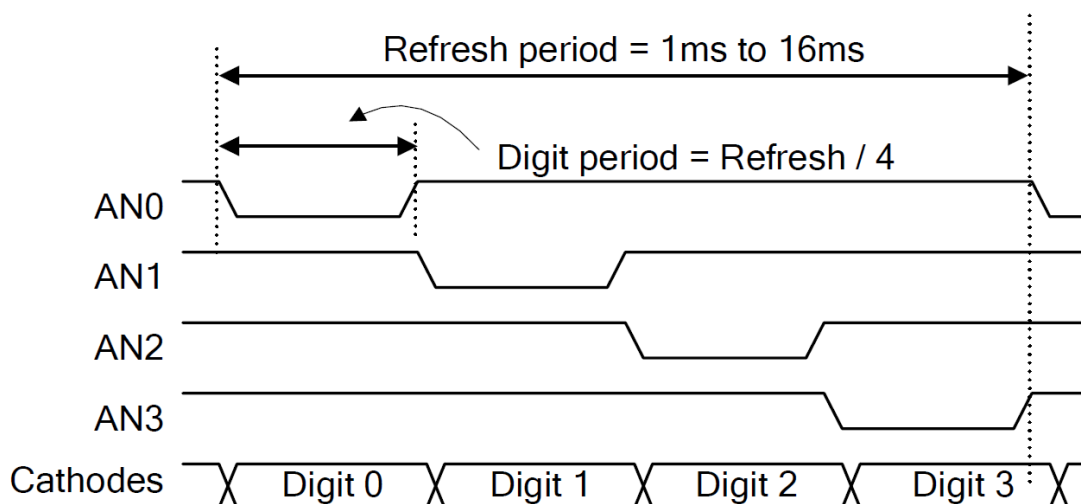 Refresh period = 1ms to 16ms
Digit period = Refresh / 4
AN0
AN1
AN2
AN3
Cathodes Digit 0 Digit 1 Digit 2 Digit 3